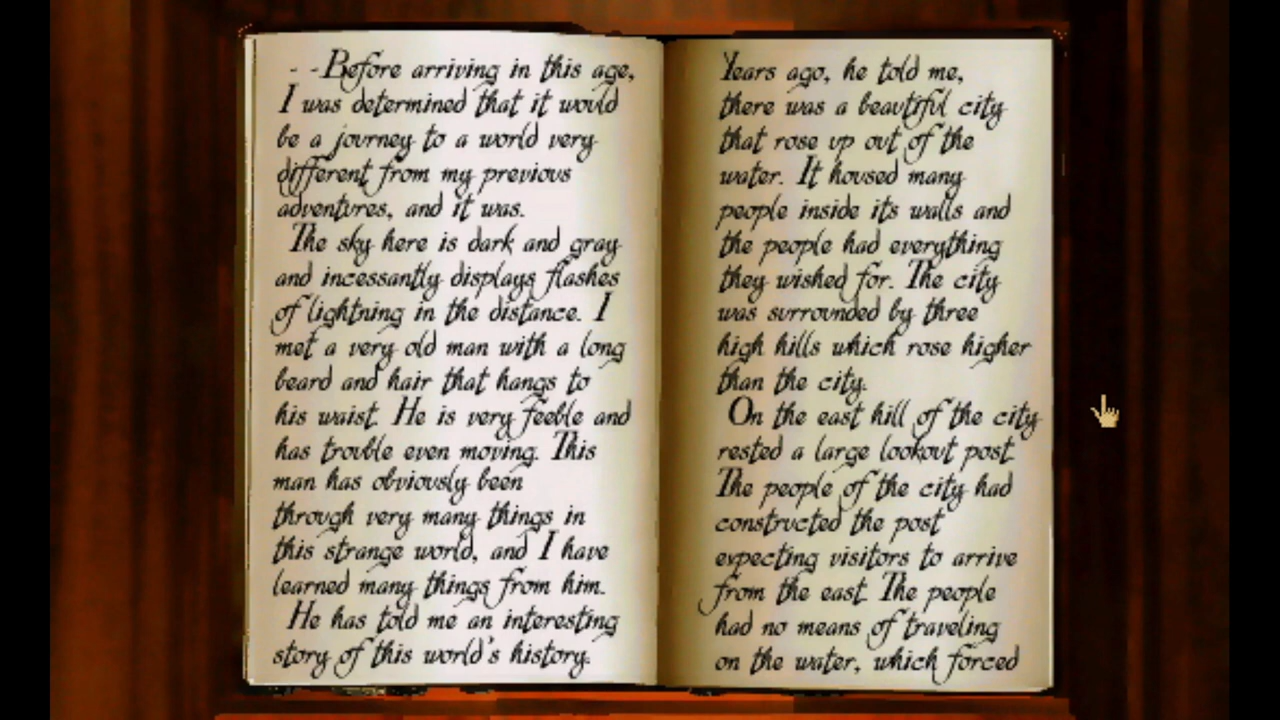 - -Before arriving in this age,
I was determined that it would
be a journey to a world very
different from my previous
adventures, and it was.
The sky here is dark and gray
and incessantly displays flashes
of lightning in the distance. I
met a very old man with a long
beard and hair that hangs to
his waist. He is very feeble and
has trouble even moving. This
man has obviously been
through very many things in
this strange world, and I have
learned many things from him.
He has told me an interesting
story of this world's history.
Years ago, he told me,
there was a beautiful city
that rose up out of the
water. It housed many
people inside its walls and
the people had everything
they wished for. The city
was surrounded by three
high hills which rose higher
than the city.
On the east hill of the city
rested a large lookout post.
The people of the city had
constructed the post
expecting visitors to arrive
from the east. The people
had no means of traveling
on the water, which forced